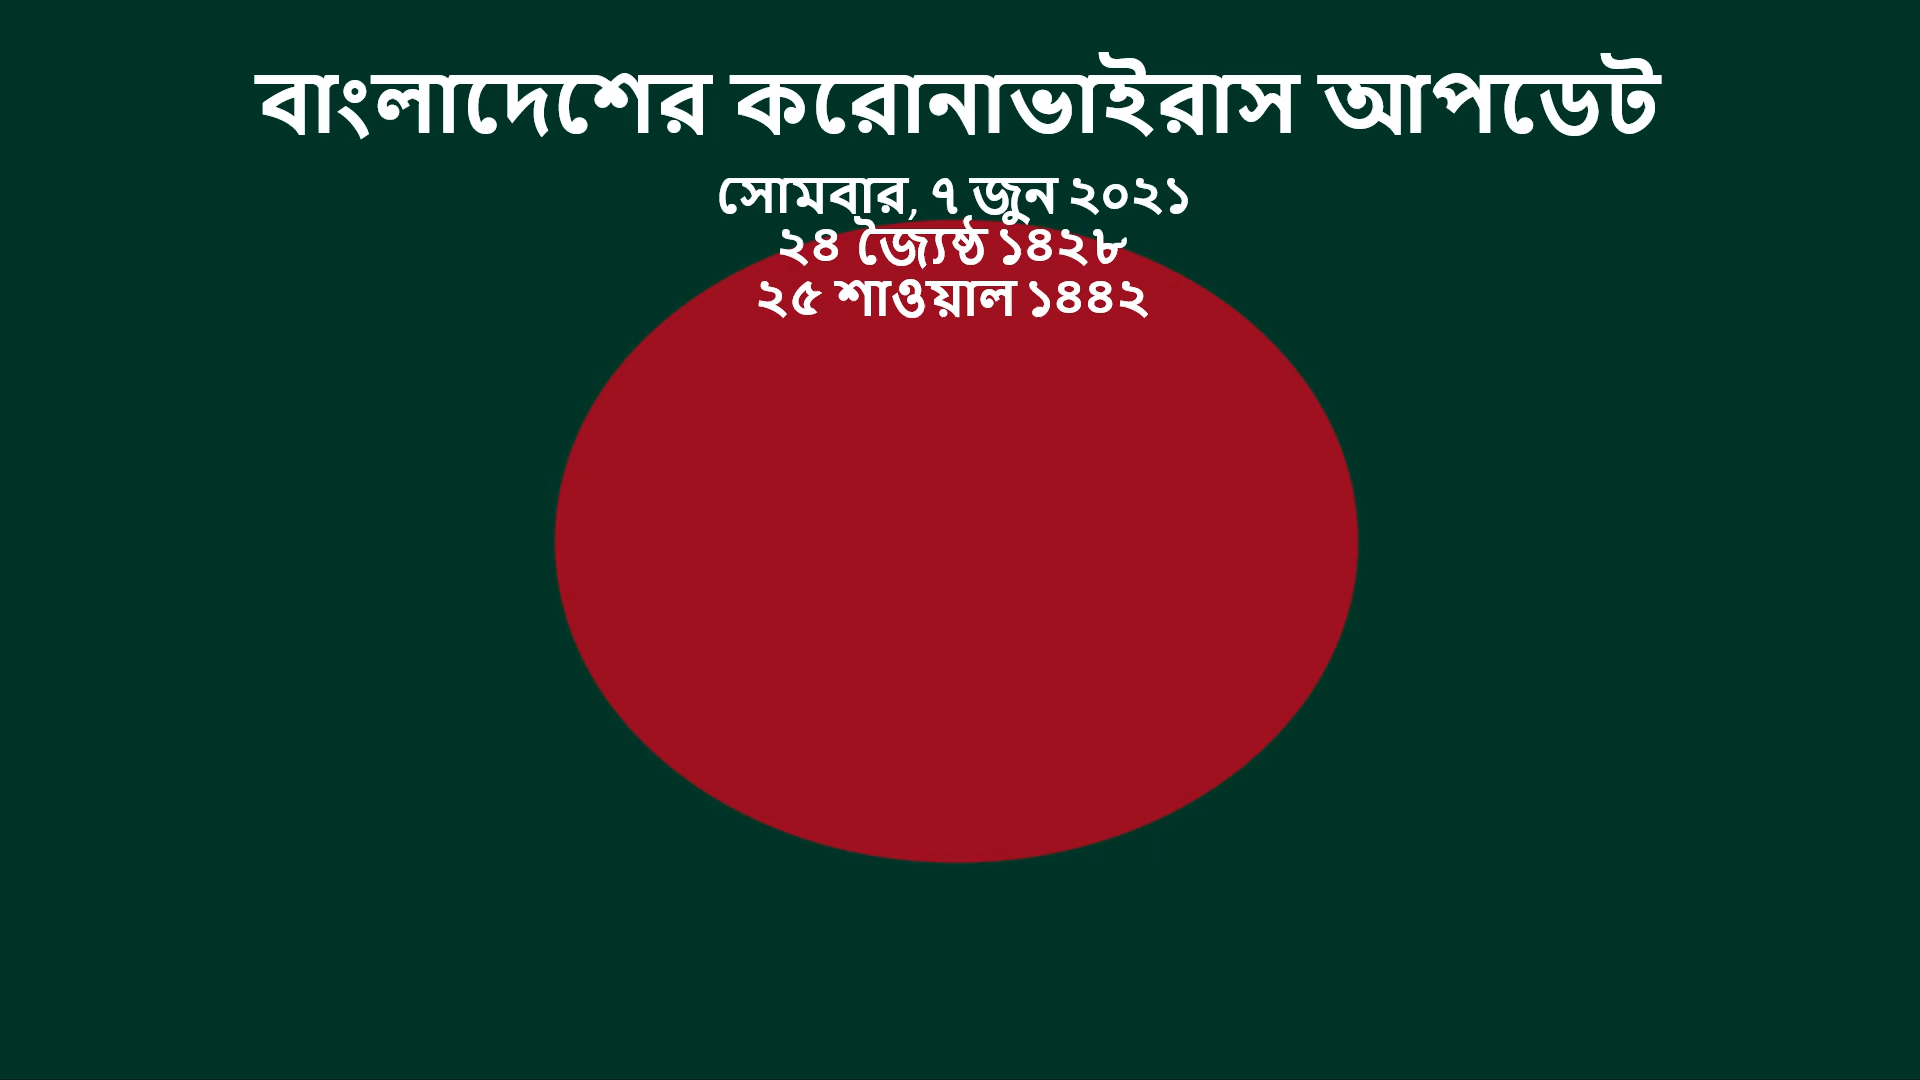 বাংলাদেশের করোনাভাইরাস আপডেট
সোমবার, ৭ জুন ২০২১
২৪ জ্যৈষ্ঠ ১৪২৮
২৫ শাওয়াল ১৪৪২